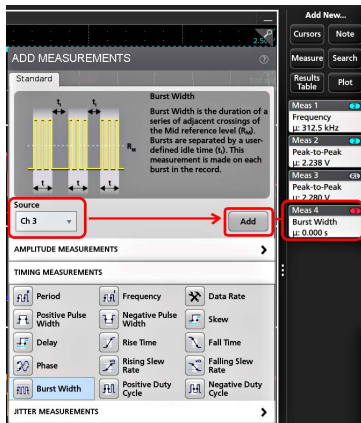 Add New...
2.50
Cursors
Note
ADD MEASUREMENTS
Measure
Search
Standard
Results
Table
Plot
Burst Width
Burst Width is the duration of a
series of adjacent crossings of
the Mid reference level (RM).
Bursts are separated by a user-
defined idle time (tI). This
measurement is made on each
burst in the record.
tI
tI
RM
t
t
t
Meas 1
Frequency
μ: 312.5 kHz
Meas 2
Peak-to-Peak
μ: 2.238 V
Meas 3
Peak-to-Peak
μ: 2.280 V
Meas 4
Burst Width
μ: 0.000 s
Source
Ch 3
Add
AMPLITUDE MEASUREMENTS
TIMING MEASUREMENTS
Period
Frequency
Data Rate
Positive Pulse
Width
Negative Pulse
Width
Skew
Delay
Rise Time
Fall Time
Phase
Rising Slew
Rate
Falling Slew
Rate
Burst Width
Positive Duty
Cycle
Negative Duty
Cycle
JITTER MEASUREMENTS